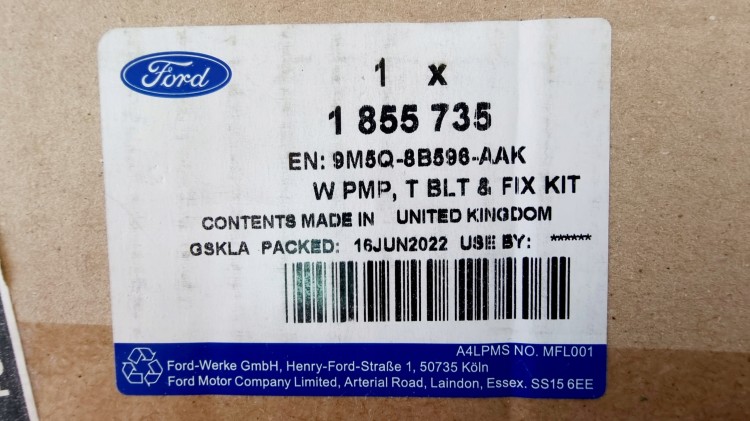 Ford
1 x
1 855 735
EN: 9M5Q-8B596-AAK
W PMP, T BLT & FIX KIT
CONTENTS MADE IN UNITED KINGDOM
GSKLA PACKED: 16JUN2022 USE BY: ******
A4LPMS NO. MFL001
Ford-Werke GmbH, Henry-Ford-Straße 1, 50735 Köln
Ford Motor Company Limited, Arterial Road, Laindon, Essex. SS15 6EE